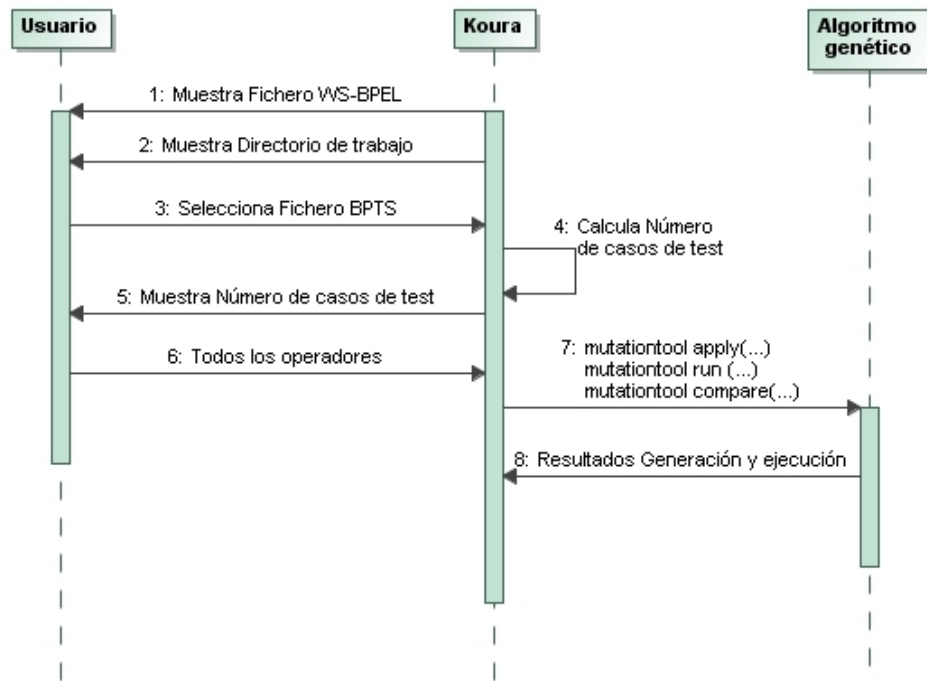 Usuario
Koura
Algoritmo
genético
1: Muestra Fichero WS-BPEL
2: Muestra Directorio de trabajo
3: Selecciona Fichero BPTS
4: Calcula Número
de casos de test
5: Muestra Número de casos de test
6: Todos los operadores
7: mutationtool apply(...)
mutationtool run (...)
mutationtool compare(...)
8: Resultados Generación y ejecución